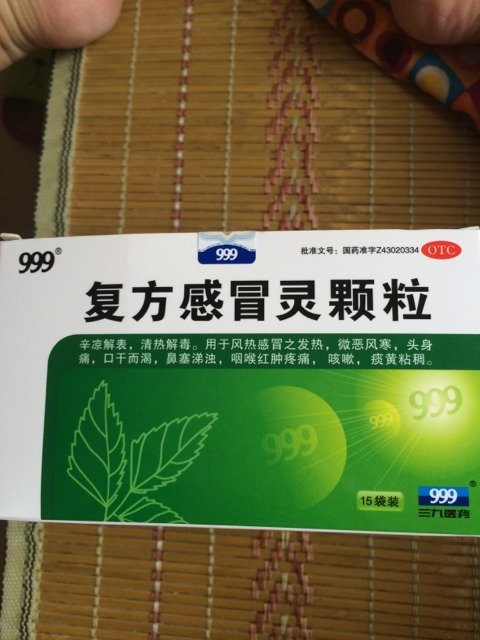 999
批准文号：国药准字Z43020334 OTC
999®
复方感冒灵颗粒
辛凉解表，清热解毒。用于风热感冒之发热，微恶风寒，头身
痛，口干而渴，鼻塞涕浊，咽喉红肿疼痛，咳嗽，痰黄粘稠。
999
999
999
15袋装
999®
三九医药